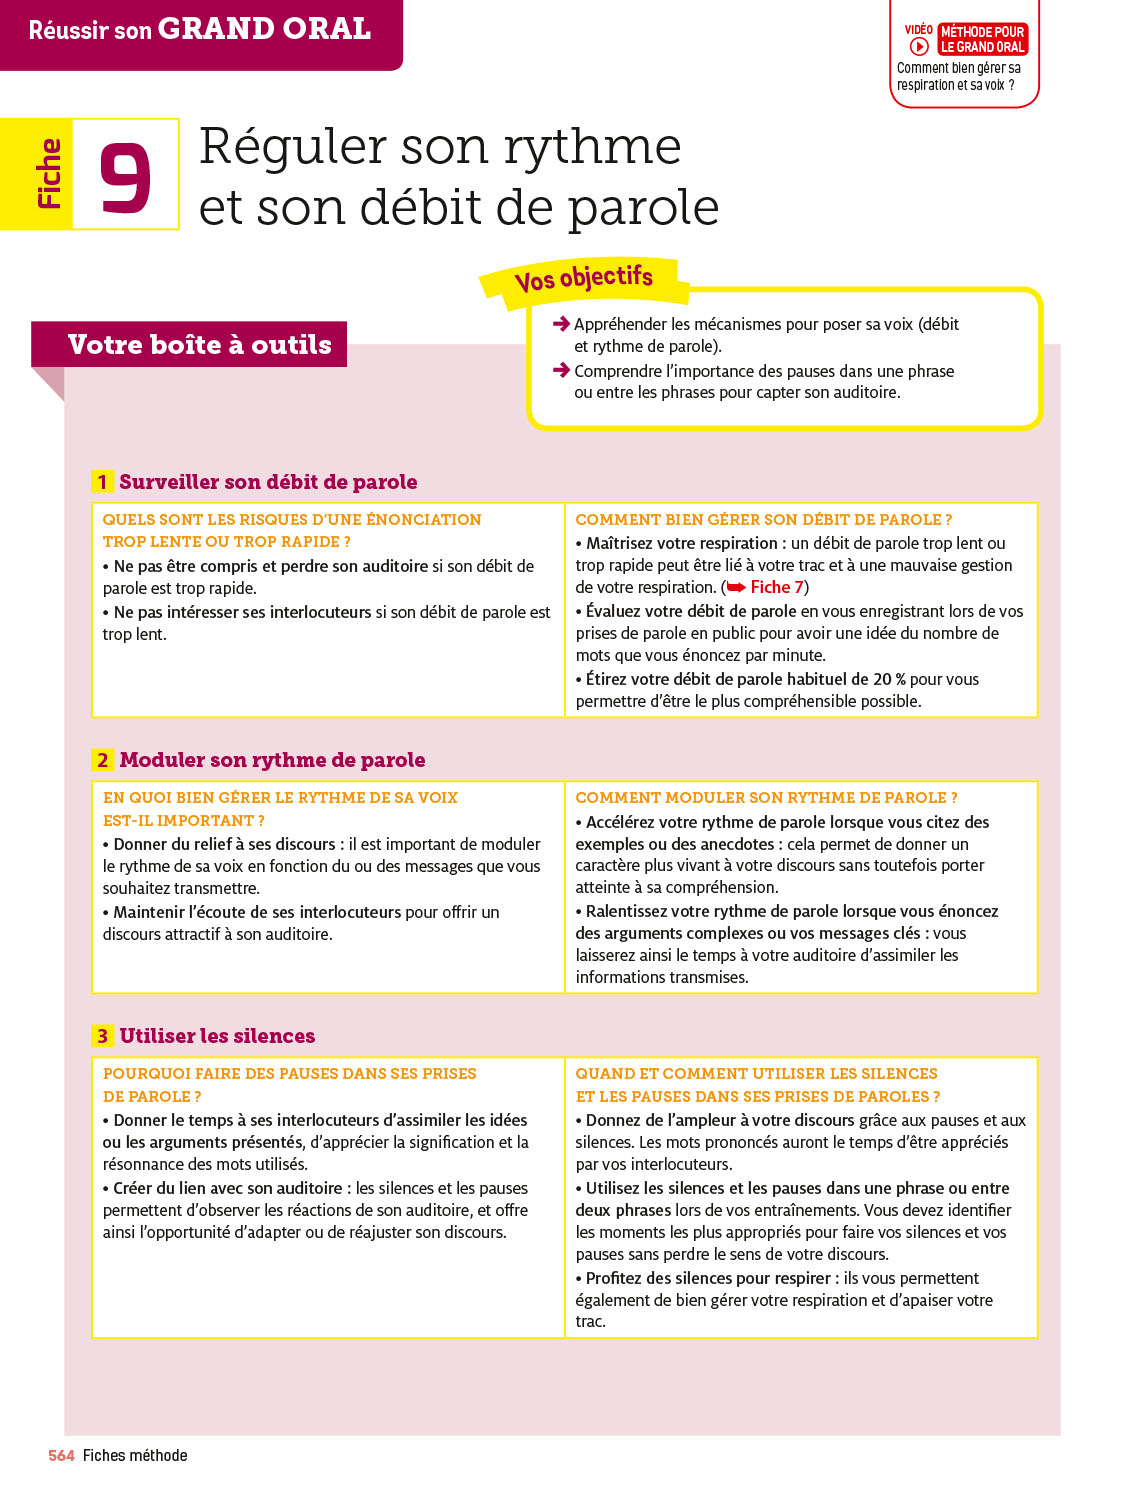 Réussir son GRAND ORAL
VIDÉO
MÉTHODE POUR
LE GRAND ORAL
Comment bien gérer sa
respiration et sa voix ?
Fiche
9
Réguler son rythme
et son débit de parole
Vos objectifs
➔ Appréhender les mécanismes pour poser sa voix (débit
et rythme de parole).
➔ Comprendre l'importance des pauses dans une phrase
ou entre les phrases pour capter son auditoire.
Votre boîte à outils
1 Surveiller son débit de parole
QUELS SONT LES RISQUES D'UNE ÉNONCIATION
TROP LENTE OU TROP RAPIDE ?
• Ne pas être compris et perdre son auditoire si son débit de
parole est trop rapide.
• Ne pas intéresser ses interlocuteurs si son débit de parole est
trop lent.
COMMENT BIEN GÉRER SON DÉBIT DE PAROLE ?
• Maîtrisez votre respiration : un débit de parole trop lent ou
trop rapide peut être lié à votre trac et à une mauvaise gestion
de votre respiration. (➥ Fiche 7)
• Évaluez votre débit de parole en vous enregistrant lors de vos
prises de parole en public pour avoir une idée du nombre de
mots que vous énoncez par minute.
• Étirez votre débit de parole habituel de 20 % pour vous
permettre d'être le plus compréhensible possible.
2 Moduler son rythme de parole
EN QUOI BIEN GÉRER LE RYTHME DE SA VOIX
EST-IL IMPORTANT ?
• Donner du relief à ses discours : il est important de moduler
le rythme de sa voix en fonction du ou des messages que vous
souhaitez transmettre.
• Maintenir l'écoute de ses interlocuteurs pour offrir un
discours attractif à son auditoire.
COMMENT MODULER SON RYTHME DE PAROLE ?
• Accélérez votre rythme de parole lorsque vous citez des
exemples ou des anecdotes : cela permet de donner un
caractère plus vivant à votre discours sans toutefois porter
atteinte à sa compréhension.
• Ralentissez votre rythme de parole lorsque vous énoncez
des arguments complexes ou vos messages clés : vous
laisserez ainsi le temps à votre auditoire d'assimiler les
informations transmises.
3 Utiliser les silences
POURQUOI FAIRE DES PAUSES DANS SES PRISES
DE PAROLE ?
• Donner le temps à ses interlocuteurs d'assimiler les idées
ou les arguments présentés, d'apprécier la signification et la
résonnance des mots utilisés.
• Créer du lien avec son auditoire : les silences et les pauses
permettent d'observer les réactions de son auditoire, et offre
ainsi l'opportunité d'adapter ou de réajuster son discours.
QUAND ET COMMENT UTILISER LES SILENCES
ET LES PAUSES DANS SES PRISES DE PAROLES ?
• Donnez de l'ampleur à votre discours grâce aux pauses et aux
silences. Les mots prononcés auront le temps d'être appréciés
par vos interlocuteurs.
• Utilisez les silences et les pauses dans une phrase ou entre
deux phrases lors de vos entraînements. Vous devez identifier
les moments les plus appropriés pour faire vos silences et vos
pauses sans perdre le sens de votre discours.
• Profitez des silences pour respirer : ils vous permettent
également de bien gérer votre respiration et d'apaiser votre
trac.
564 Fiches méthode